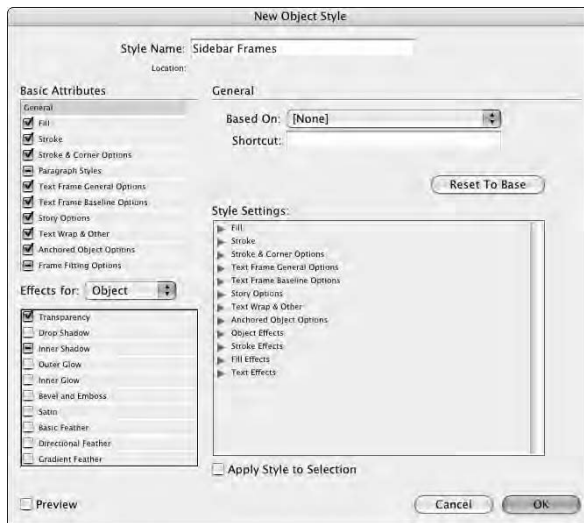 New Object Style
Style Name: Sidebar Frames
Location:
Basic Attributes
General
Fill
Stroke
Stroke & Corner Options
Paragraph Styles
Text Frame General Options
Text Frame Baseline Options
Story Options
Text Wrap & Other
Anchored Object Options
Frame Fitting Options
Effects for: Object
Transparency
Drop Shadow
Inner Shadow
Outer Glow
Inner Glow
Bevel and Emboss
Satin
Basic Feather
Directional Feather
Gradient Feather
Preview
General
Based On: [None]
Shortcut:
Reset To Base
Style Settings:
Fill
Stroke
Stroke & Corner Options
Text Frame General Options
Text Frame Baseline Options
Story Options
Text Wrap & Other
Anchored Object Options
Object Effects
Stroke Effects
Fill Effects
Text Effects
Apply Style to Selection
Cancel
OK